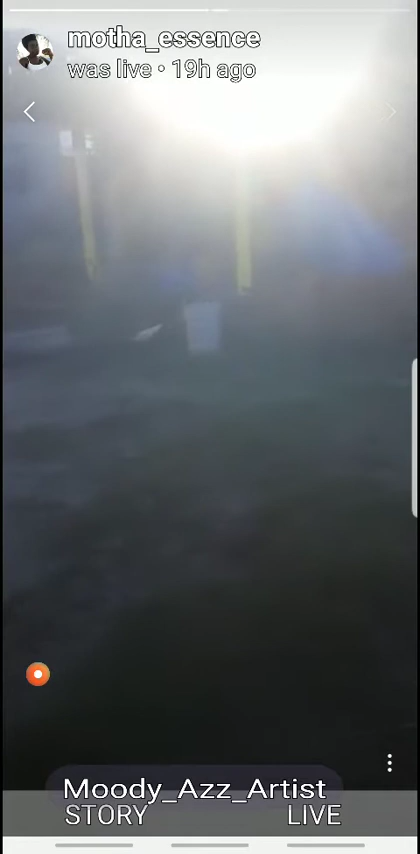 motha_essence
was live • 19h ago
Moody_Azz_Artist
STORY
LIVE